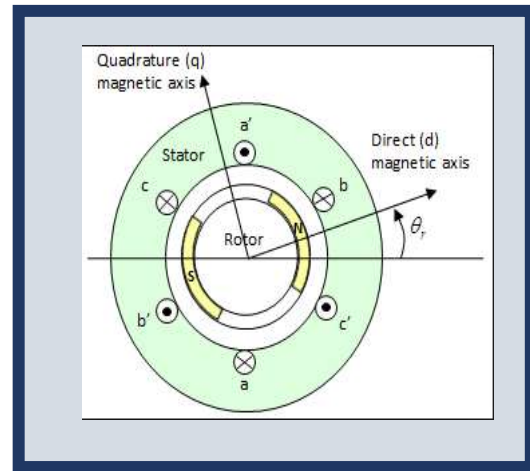 Quadrature (q)
magnetic axis
a'
Direct (d)
magnetic axis
Stator
c
b
N
Rotor
θr
S
b'
c'
a